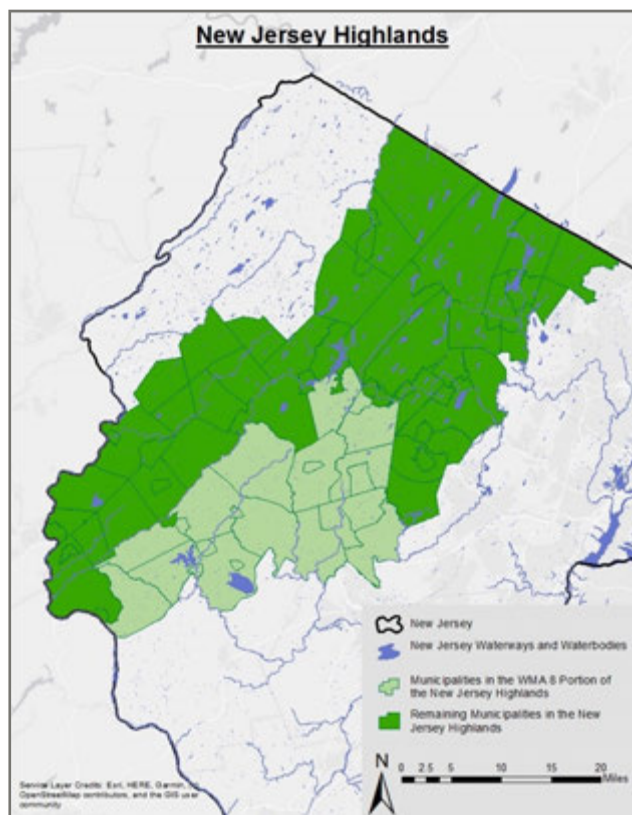 New Jersey Highlands
New Jersey
New Jersey Waterways and Waterbodies
Municipalities in the WMA 8 Portion of
the New Jersey Highlands
Remaining Municipalities in the New
Jersey Highlands
N
0 2.5 5 10 15 20
Miles
Service Layer Credits: Esri, HERE, Garmin, (c)
OpenStreetMap contributors, and the GIS user
community